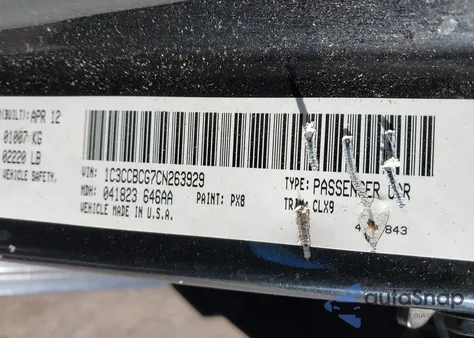 (BUILT): APR 12
01007 KG
02220 LB
VEHICLE SAFETY.
VIN: 1C3CCBCG7CN263929
TYPE: PASSENGER CAR
MDH: 041823 646AA
PAINT: PX8
TRIM: CLX9
VEHICLE MADE IN U.S.A.
843
autoSnap